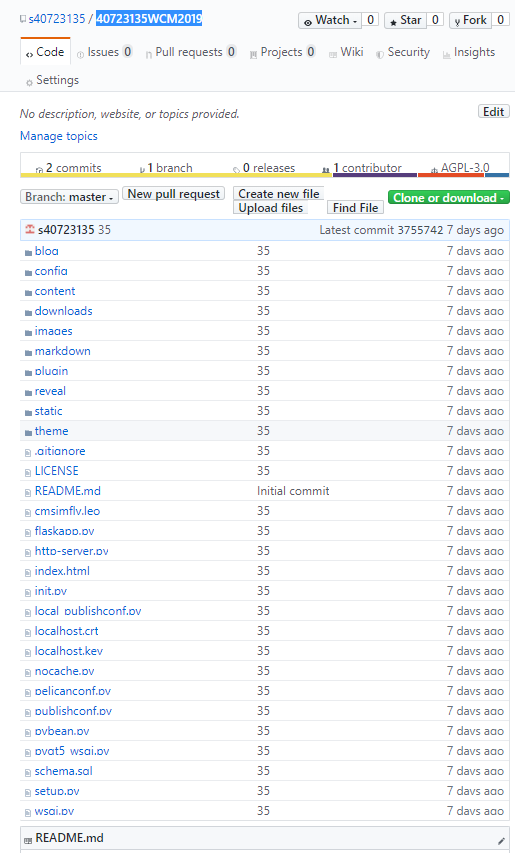 s40723135 / 40723135WCM2019
Watch 0 Star 0 Fork 0
Code Issues 0 Pull requests 0 Projects 0 Wiki Security Insights
Settings
No description, website, or topics provided. Edit
Manage topics
2 commits 1 branch 0 releases 1 contributor AGPL-3.0
Branch: master New pull request Create new file Upload files Find File Clone or download
s40723135 35 Latest commit 3755742 7 days ago
blog 35 7 days ago
config 35 7 days ago
content 35 7 days ago
downloads 35 7 days ago
images 35 7 days ago
markdown 35 7 days ago
plugin 35 7 days ago
reveal 35 7 days ago
static 35 7 days ago
theme 35 7 days ago
.gitignore 35 7 days ago
LICENSE 35 7 days ago
README.md Initial commit 7 days ago
cmsimfly.leo 35 7 days ago
flaskapp.py 35 7 days ago
http-server.py 35 7 days ago
index.html 35 7 days ago
init.py 35 7 days ago
local_publishconf.py 35 7 days ago
localhost.crt 35 7 days ago
localhost.key 35 7 days ago
nocache.py 35 7 days ago
pelicanconf.py 35 7 days ago
publishconf.py 35 7 days ago
pybean.py 35 7 days ago
pyqt5_wsgi.py 35 7 days ago
schema.sql 35 7 days ago
setup.py 35 7 days ago
wsgi.py 35 7 days ago
README.md